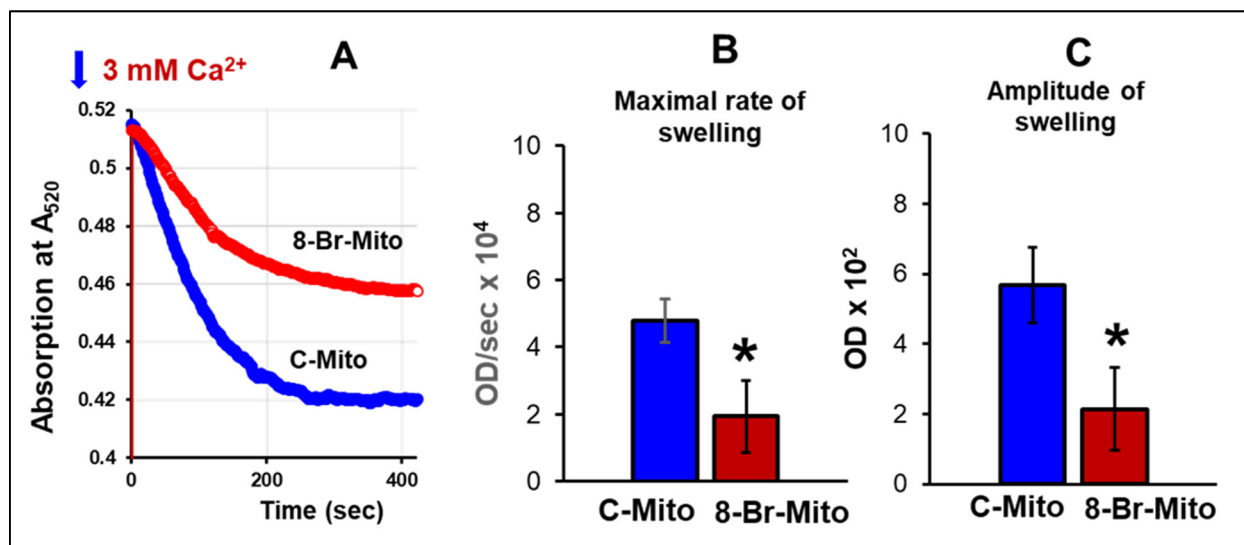 A
3 mM Ca²⁺
Absorption at A₅₂₀
0.52
0.5
0.48
0.46
0.44
0.42
0.4
8-Br-Mito
C-Mito
0
200
400
Time (sec)
B
Maximal rate of
swelling
OD/sec x 10⁴
10
8
6
4
2
0
*
C-Mito 8-Br-Mito
C
Amplitude of
swelling
OD x 10²
10
8
6
4
2
0
*
C-Mito 8-Br-Mito